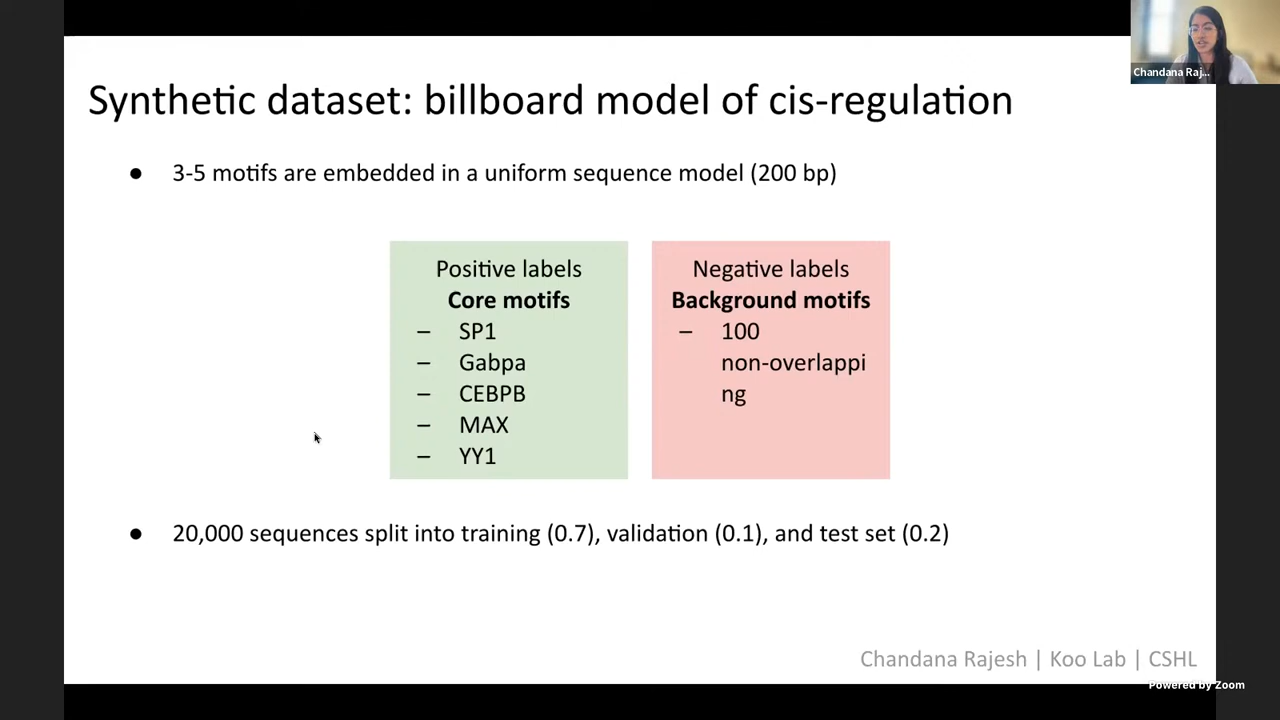 Chandana Raj...
Synthetic dataset: billboard model of cis-regulation
● 3-5 motifs are embedded in a uniform sequence model (200 bp)
Positive labels
Core motifs
– SP1
– Gabpa
– CEBPB
– MAX
– YY1
Negative labels
Background motifs
– 100
non-overlappi
ng
● 20,000 sequences split into training (0.7), validation (0.1), and test set (0.2)
Chandana Rajesh | Koo Lab | CSHL
Powered by Zoom